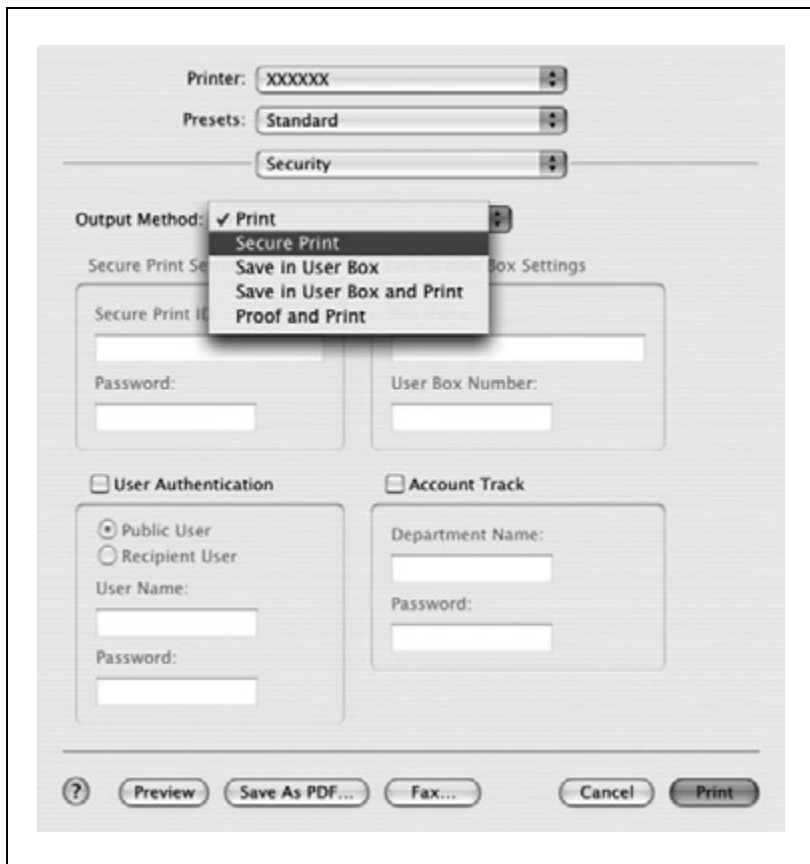 Printer: XXXXXX
Presets: Standard
Security
Output Method: ✓ Print
Secure Print
Save in User Box
Save in User Box and Print
Proof and Print
Secure Print Se
Box Settings
Secure Print ID
Password:
User Box Number:
User Authentication
Account Track
Public User
Recipient User
Department Name:
User Name:
Password:
Password:
? Preview Save As PDF... Fax... Cancel Print